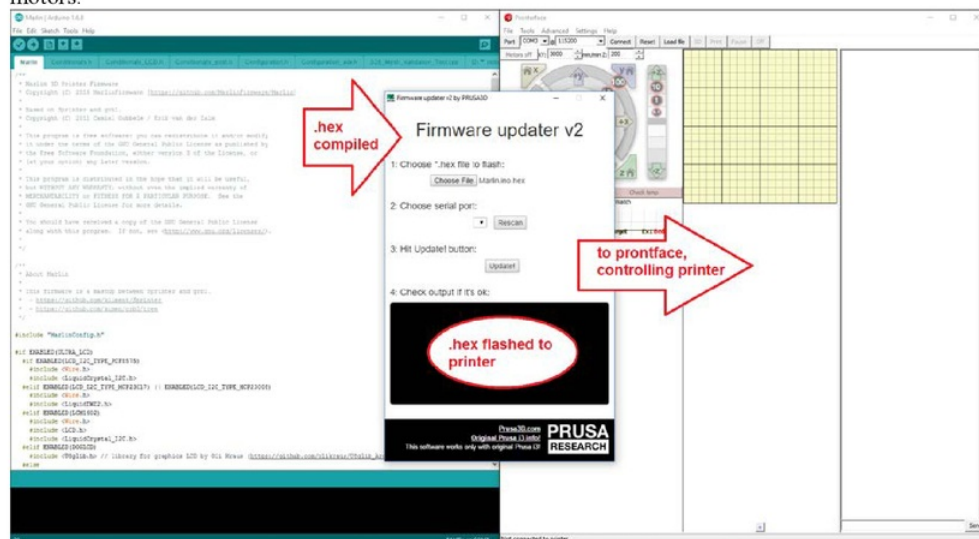 motors.
Marlin | Arduino 1.6.3
File Edit Sketch Tools Help
Marlin
/**
* Marlin 3D Printer Firmware
* Copyright (C) 2016 MarlinFirmware [https://github.com/MarlinFirmware/Marlin]
*
* Based on Sprinter and grbl.
* Copyright (C) 2011 Camiel Gubbels / Erik van der Zalm
*
* This program is free software: you can redistribute it and/or modify
* it under the terms of the GNU General Public License as published by
* the Free Software Foundation, either version 3 of the License, or
* (at your option) any later version.
*
* This program is distributed in the hope that it will be useful,
* but WITHOUT ANY WARRANTY; without even the implied warranty of
* MERCHANTABILITY or FITNESS FOR A PARTICULAR PURPOSE. See the
* GNU General Public License for more details.
*
* You should have received a copy of the GNU General Public License
* along with this program. If not, see <http://www.gnu.org/licenses/>.
*
*/
/**
* About Marlin
*
* This firmware is a mashup between Sprinter and grbl.
* - https://github.com/kliment/Sprinter
* - https://github.com/simen/grbl/tree
*/
#include "MarlinConfig.h"
#if ENABLED(ULTRA_LCD)
#if ENABLED(LCD_I2C_TYPE_PCF8575)
#include <Wire.h>
#include <LiquidCrystal_I2C.h>
#elif ENABLED(LCD_I2C_TYPE_MCP23017) || ENABLED(LCD_I2C_TYPE_MCP23008)
#include <Wire.h>
#include <LiquidTWI2.h>
#elif ENABLED(LCM1602)
#include <Wire.h>
#include <LCD.h>
#include <LiquidCrystal_I2C.h>
#elif ENABLED(DOGLCD)
#include <U8glib.h> // library for graphics LCD by Oli Kraus (https://github.com/olikraus/U8glib_Ar
#else
.hex
compiled
Firmware updater v2 by PRUSA3D
Firmware updater v2
1: Choose *.hex file to flash:
Choose File Marlin.ino.hex
2: Choose serial port:
Rescan
3: Hit Update! button:
Update!
4: Check output if it's ok:
.hex flashed to
printer
Prusa3D.com
Original Prusa i3 info!
This software works only with original Prusa i3!
PRUSA
RESEARCH
Pronterface
File Tools Advanced Settings Help
Port COM3 @ 115200 Connect Reset Load file SD Print Pause Off
Motors off XY: 3000 mm/min Z: 200
to prontface,
controlling printer